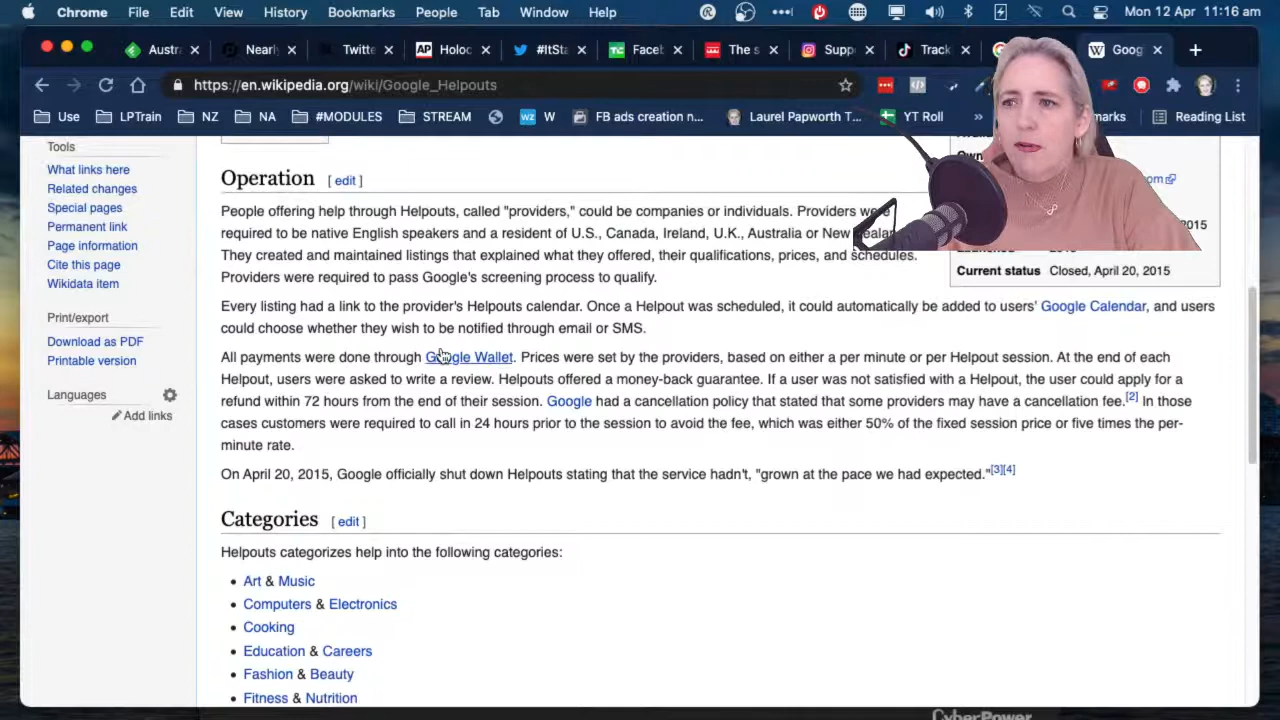 Chrome File Edit View History Bookmarks People Tab Window Help Mon 12 Apr 11:16 am
Austra Nearly Twitte AP Holoc #ItSta TC Faceb The s Supp Track W Goog
https://en.wikipedia.org/wiki/Google_Helpouts
Use LPTrain NZ NA #MODULES STREAM WZ W FB ads creation n... Laurel Papworth T... YT Roll Reading List
Tools
What links here
Related changes
Special pages
Permanent link
Page information
Cite this page
Wikidata item
Print/export
Download as PDF
Printable version
Languages
Add links
Operation [ edit ]
People offering help through Helpouts, called "providers," could be companies or individuals. Providers were
required to be native English speakers and a resident of U.S., Canada, Ireland, U.K., Australia or New Zealan
They created and maintained listings that explained what they offered, their qualifications, prices, and schedules.
Providers were required to pass Google's screening process to qualify.
Every listing had a link to the provider's Helpouts calendar. Once a Helpout was scheduled, it could automatically be added to users' Google Calendar, and users
could choose whether they wish to be notified through email or SMS.
All payments were done through Google Wallet. Prices were set by the providers, based on either a per minute or per Helpout session. At the end of each
Helpout, users were asked to write a review. Helpouts offered a money-back guarantee. If a user was not satisfied with a Helpout, the user could apply for a
refund within 72 hours from the end of their session. Google had a cancellation policy that stated that some providers may have a cancellation fee.[2] In those
cases customers were required to call in 24 hours prior to the session to avoid the fee, which was either 50% of the fixed session price or five times the per-
minute rate.
On April 20, 2015, Google officially shut down Helpouts stating that the service hadn't, "grown at the pace we had expected."[3][4]
Current status Closed, April 20, 2015
Categories [ edit ]
Helpouts categorizes help into the following categories:
• Art & Music
• Computers & Electronics
• Cooking
• Education & Careers
• Fashion & Beauty
• Fitness & Nutrition
CyberPower